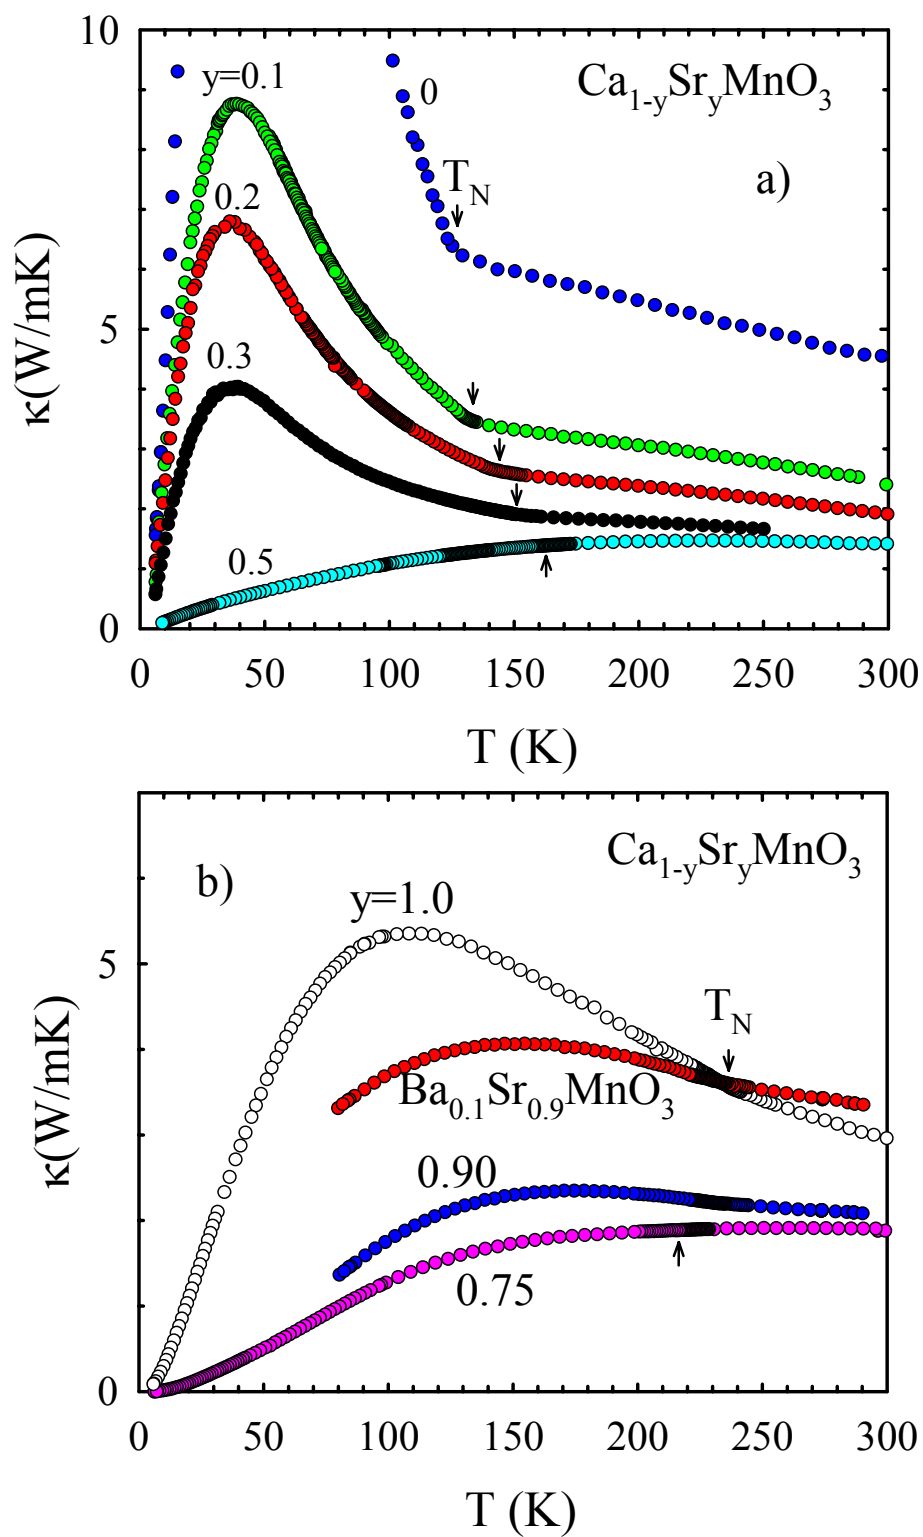 10
y=0.1
0
Ca1-ySryMnO3
a)
TN
0.2
0.3
0.5
5
0
κ(W/mK)
0 50 100 150 200 250 300
T (K)
b)
Ca1-ySryMnO3
y=1.0
TN
Ba0.1Sr0.9MnO3
0.90
0.75
5
0
κ(W/mK)
0 50 100 150 200 250 300
T (K)